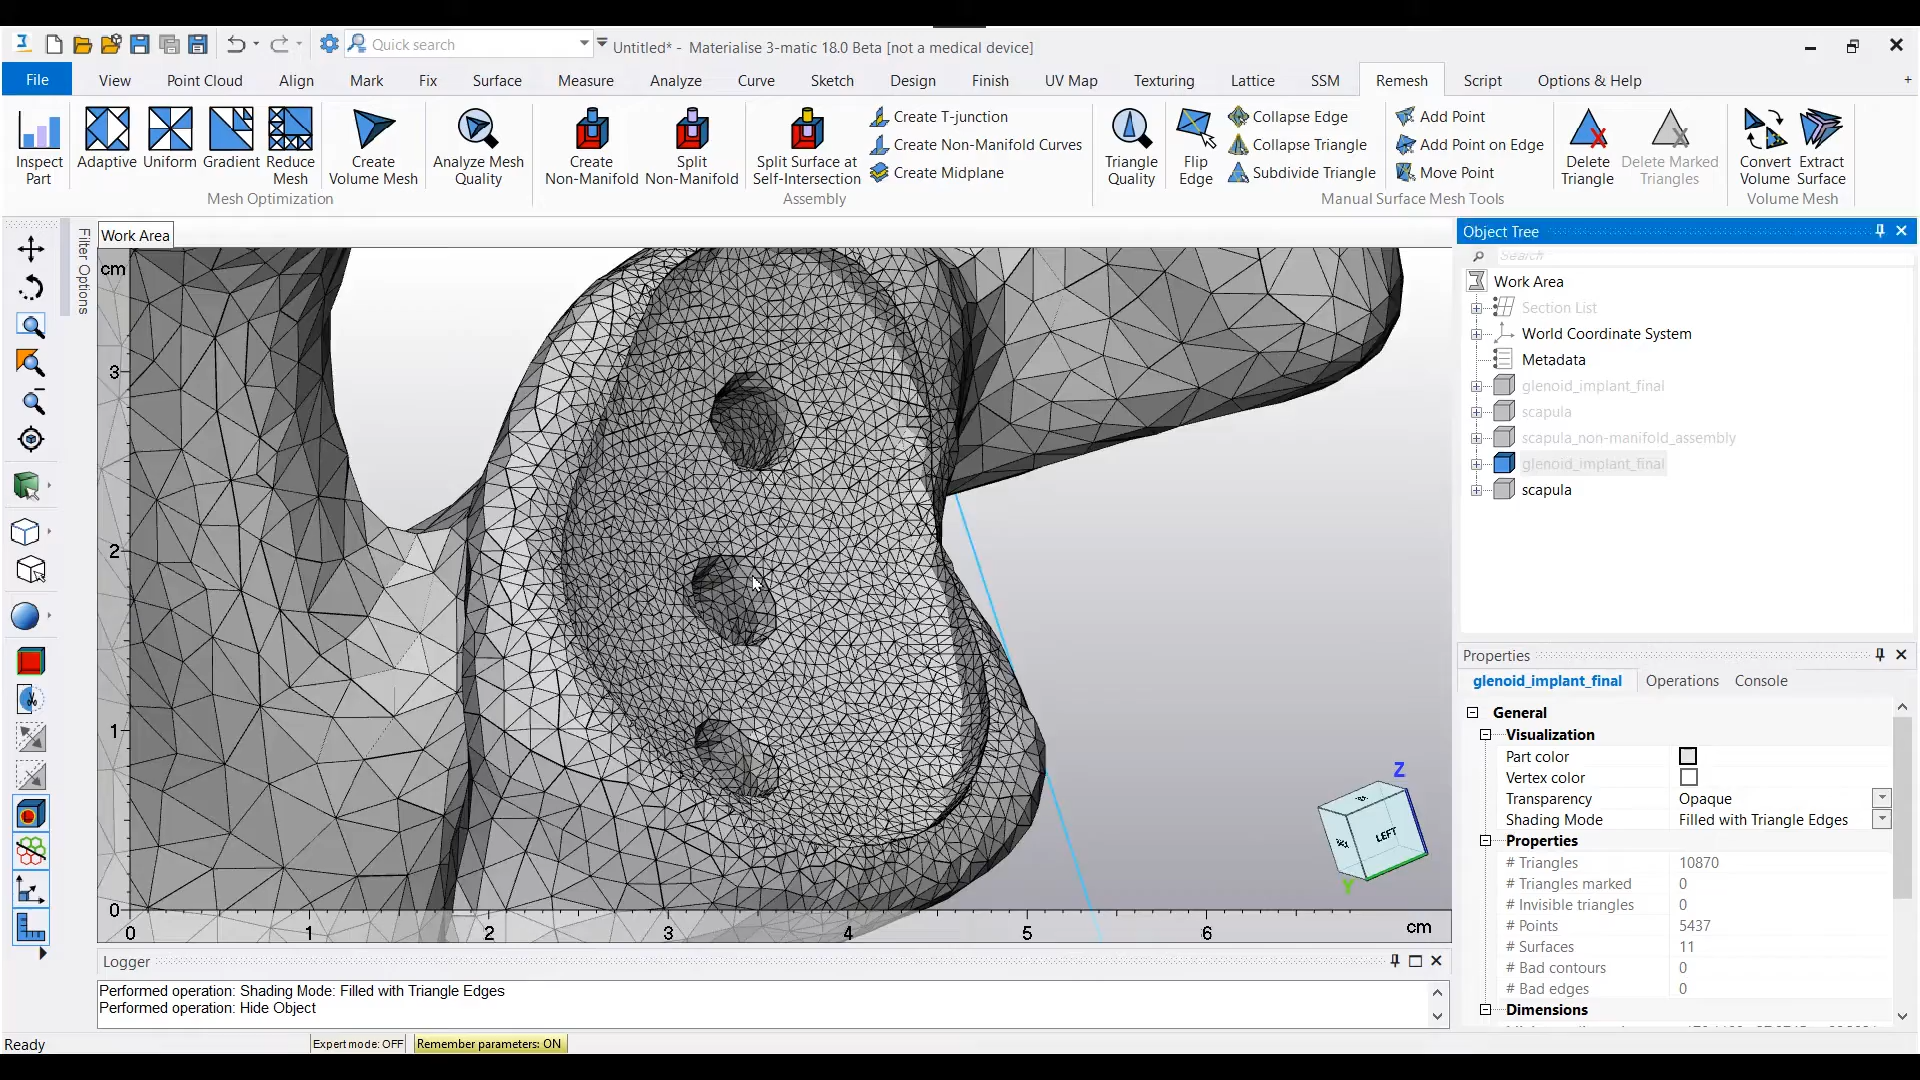 Quick search
Untitled* - Materialise 3-matic 18.0 Beta [not a medical device]
File View Point Cloud Align Mark Fix Surface Measure Analyze Curve Sketch Design Finish UV Map Texturing Lattice SSM Remesh Script Options & Help
Inspect Part
Adaptive Uniform Gradient Reduce Mesh
Mesh Optimization
Create Volume Mesh
Analyze Mesh Quality
Create Non-Manifold
Split Non-Manifold
Split Surface at Self-Intersection
Create T-junction
Create Non-Manifold Curves
Create Midplane
Assembly
Triangle Quality
Flip Edge
Collapse Edge
Collapse Triangle
Subdivide Triangle
Add Point
Add Point on Edge
Move Point
Delete Triangle
Delete Marked Triangles
Manual Surface Mesh Tools
Convert Volume
Extract Surface
Volume Mesh
Filter Options
Work Area
cm
3
2
1
0
0 1 2 3 4 5 6 cm
Z
LEFT
Y
Object Tree
Search
Work Area
Section List
World Coordinate System
Metadata
glenoid_implant_final
scapula
scapula_non-manifold_assembly
glenoid_implant_final
scapula
Properties
glenoid_implant_final Operations Console
General
Visualization
Part color
Vertex color
Transparency Opaque
Shading Mode Filled with Triangle Edges
Properties
# Triangles 10870
# Triangles marked 0
# Invisible triangles 0
# Points 5437
# Surfaces 11
# Bad contours 0
# Bad edges 0
Dimensions
Logger
Performed operation: Shading Mode: Filled with Triangle Edges
Performed operation: Hide Object
Ready
Expert mode: OFF
Remember parameters: ON